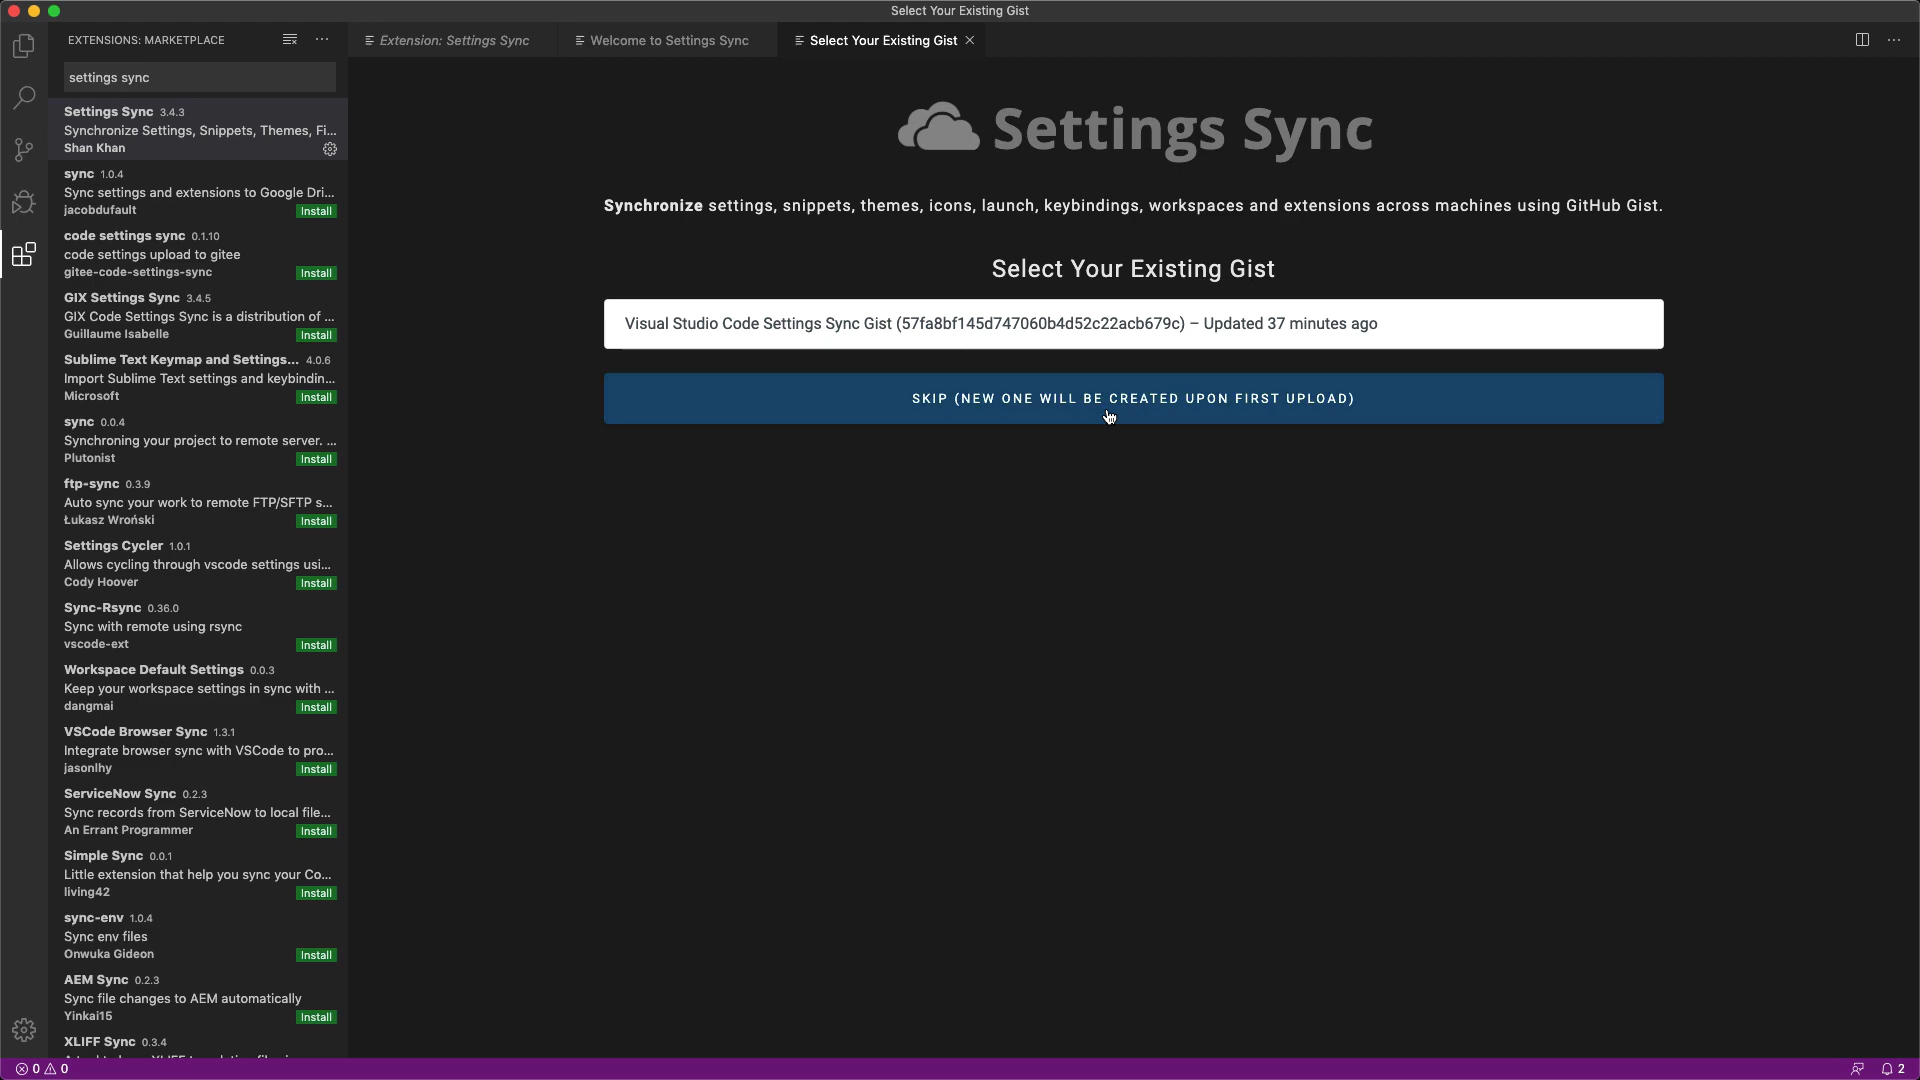 Select Your Existing Gist
EXTENSIONS: MARKETPLACE
Extension: Settings Sync
Welcome to Settings Sync
Select Your Existing Gist
settings sync
Settings Sync 3.4.3
Synchronize Settings, Snippets, Themes, Fi...
Shan Khan
sync 1.0.4
Sync settings and extensions to Google Dri...
jacobdufault Install
code settings sync 0.1.10
code settings upload to gitee
gitee-code-settings-sync Install
GIX Settings Sync 3.4.5
GIX Code Settings Sync is a distribution of ...
Guillaume Isabelle Install
Sublime Text Keymap and Settings... 4.0.6
Import Sublime Text settings and keybindin...
Microsoft Install
sync 0.0.4
Synchroning your project to remote server. ...
Plutonist Install
ftp-sync 0.3.9
Auto sync your work to remote FTP/SFTP s...
Łukasz Wroński Install
Settings Cycler 1.0.1
Allows cycling through vscode settings usi...
Cody Hoover Install
Sync-Rsync 0.36.0
Sync with remote using rsync
vscode-ext Install
Workspace Default Settings 0.0.3
Keep your workspace settings in sync with ...
dangmai Install
VSCode Browser Sync 1.3.1
Integrate browser sync with VSCode to pro...
jasonlhy Install
ServiceNow Sync 0.2.3
Sync records from ServiceNow to local file...
An Errant Programmer Install
Simple Sync 0.0.1
Little extension that help you sync your Co...
living42 Install
sync-env 1.0.4
Sync env files
Onwuka Gideon Install
AEM Sync 0.2.3
Sync file changes to AEM automatically
Yinkai15 Install
XLIFF Sync 0.3.4
Settings Sync
Synchronize settings, snippets, themes, icons, launch, keybindings, workspaces and extensions across machines using GitHub Gist.
Select Your Existing Gist
Visual Studio Code Settings Sync Gist (57fa8bf145d747060b4d52c22acb679c) – Updated 37 minutes ago
SKIP (NEW ONE WILL BE CREATED UPON FIRST UPLOAD)
0 0
2